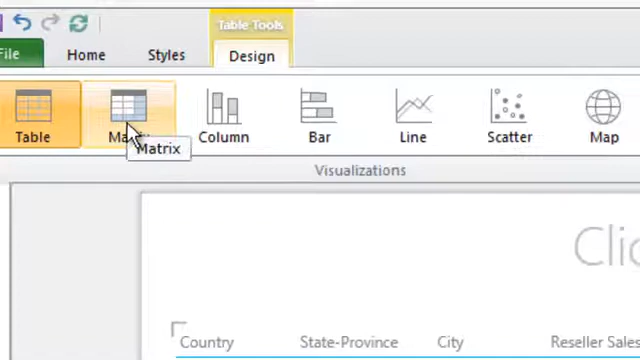 Table Tools
File Home Styles Design
Table Column Bar Line Scatter Map
Matrix
Visualizations
Clic
Country State-Province City Reseller Sales